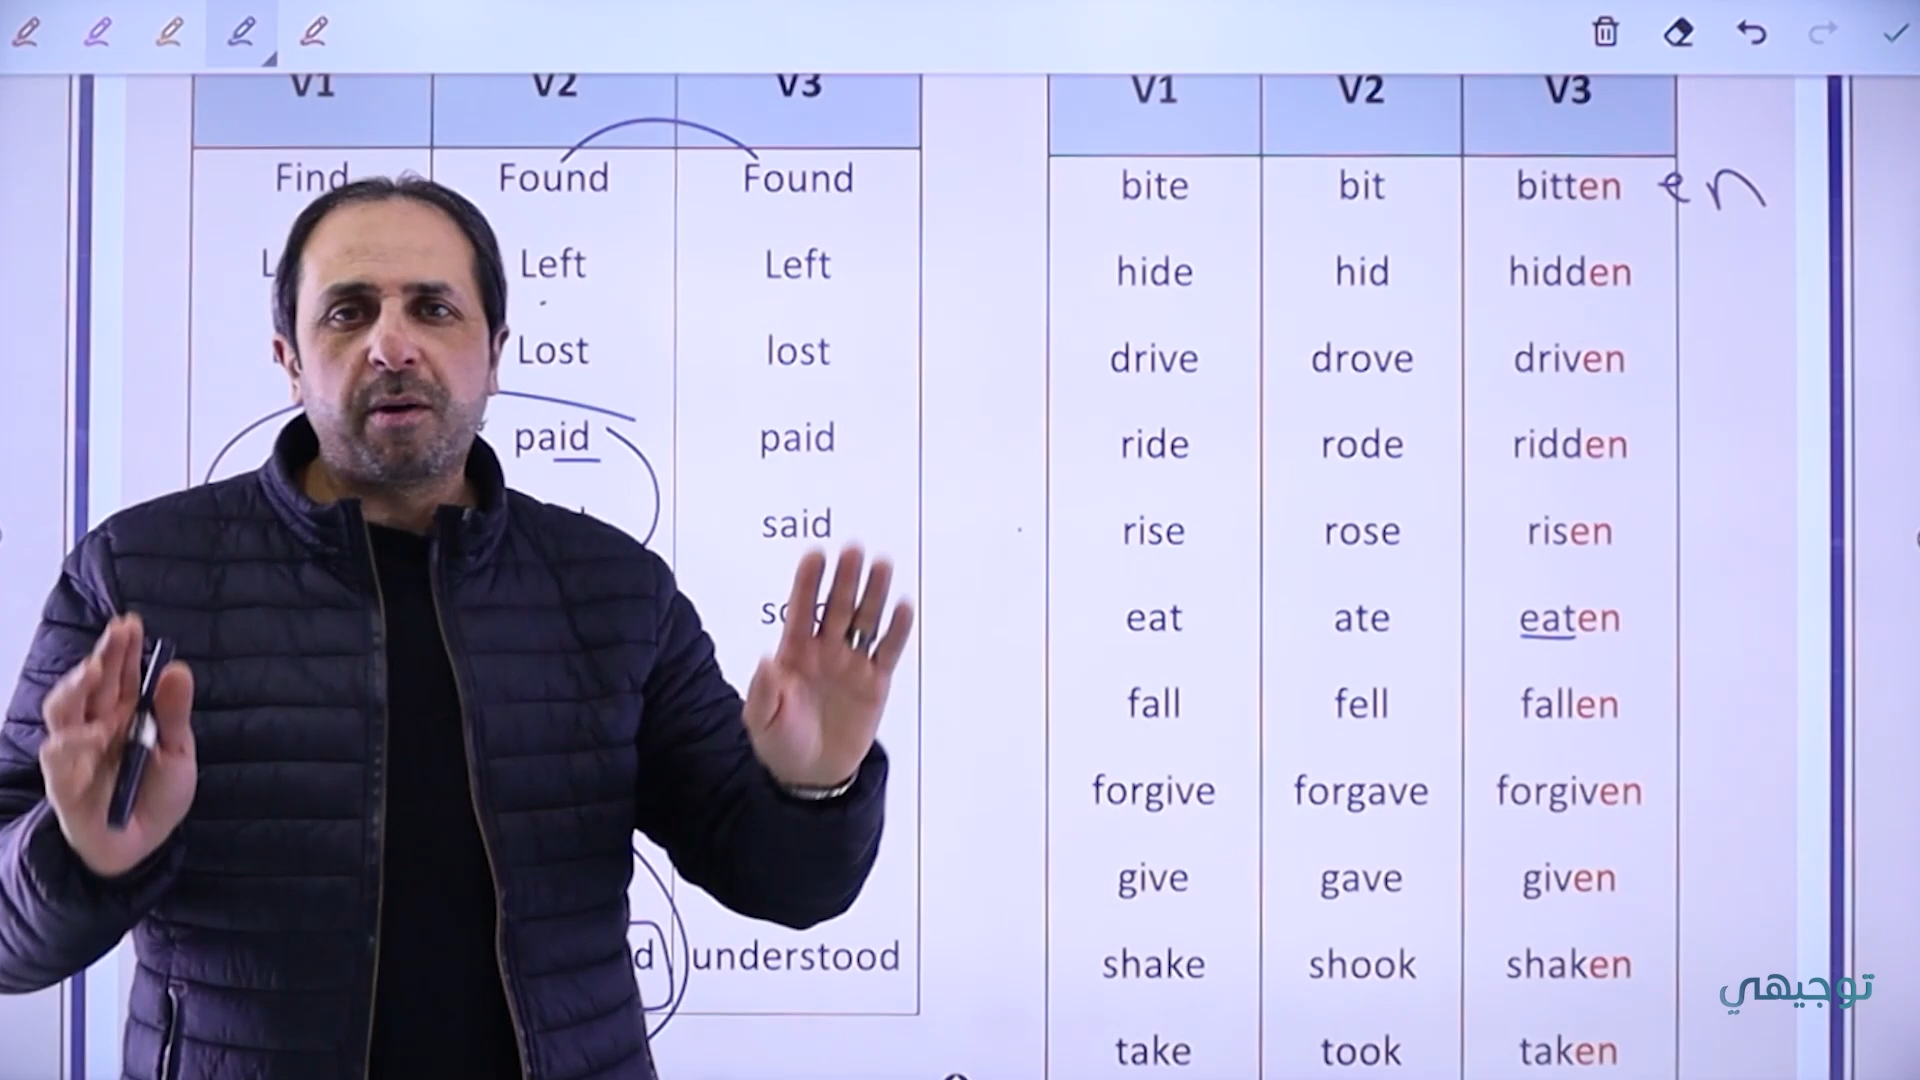 V1 V2 V3
Find Found Found
Left Left
Lost lost
paid paid
said
understood
V1 V2 V3
bite bit bitten en
hide hid hidden
drive drove driven
ride rode ridden
rise rose risen
eat ate eaten
fall fell fallen
forgive forgave forgiven
give gave given
shake shook shaken
take took taken
توجيهي